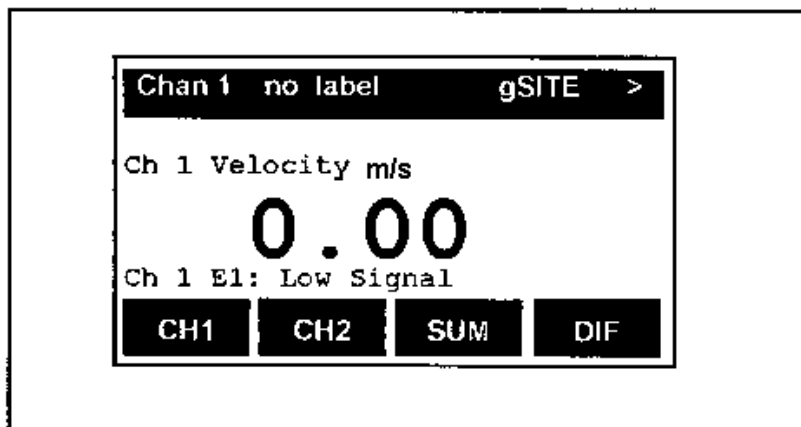 Chan 1 no label gSITE >
Ch 1 Velocity m/s
0.00
Ch 1 E1: Low Signal
CH1 CH2 SUM DIF